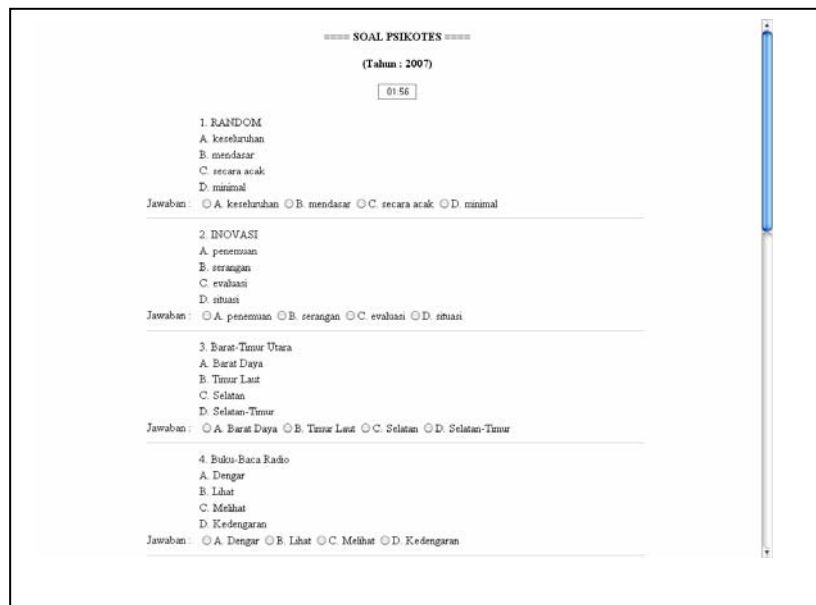 ==== SOAL PSIKOTES ====
(Tahun : 2007)
01:56
1. RANDOM
A. keseluruhan
B. mendasar
C. secara acak
D. minimal
Jawaban : A. keseluruhan B. mendasar C. secara acak D. minimal
2. INOVASI
A. penemuan
B. serangan
C. evaluasi
D. situasi
Jawaban : A. penemuan B. serangan C. evaluasi D. situasi
3. Barat-Timur Utara
A. Barat Daya
B. Timur Laut
C. Selatan
D. Selatan-Timur
Jawaban : A. Barat Daya B. Timur Laut C. Selatan D. Selatan-Timur
4. Buku-Baca Radio
A. Dengar
B. Lihat
C. Melihat
D. Kedengaran
Jawaban : A. Dengar B. Lihat C. Melihat D. Kedengaran